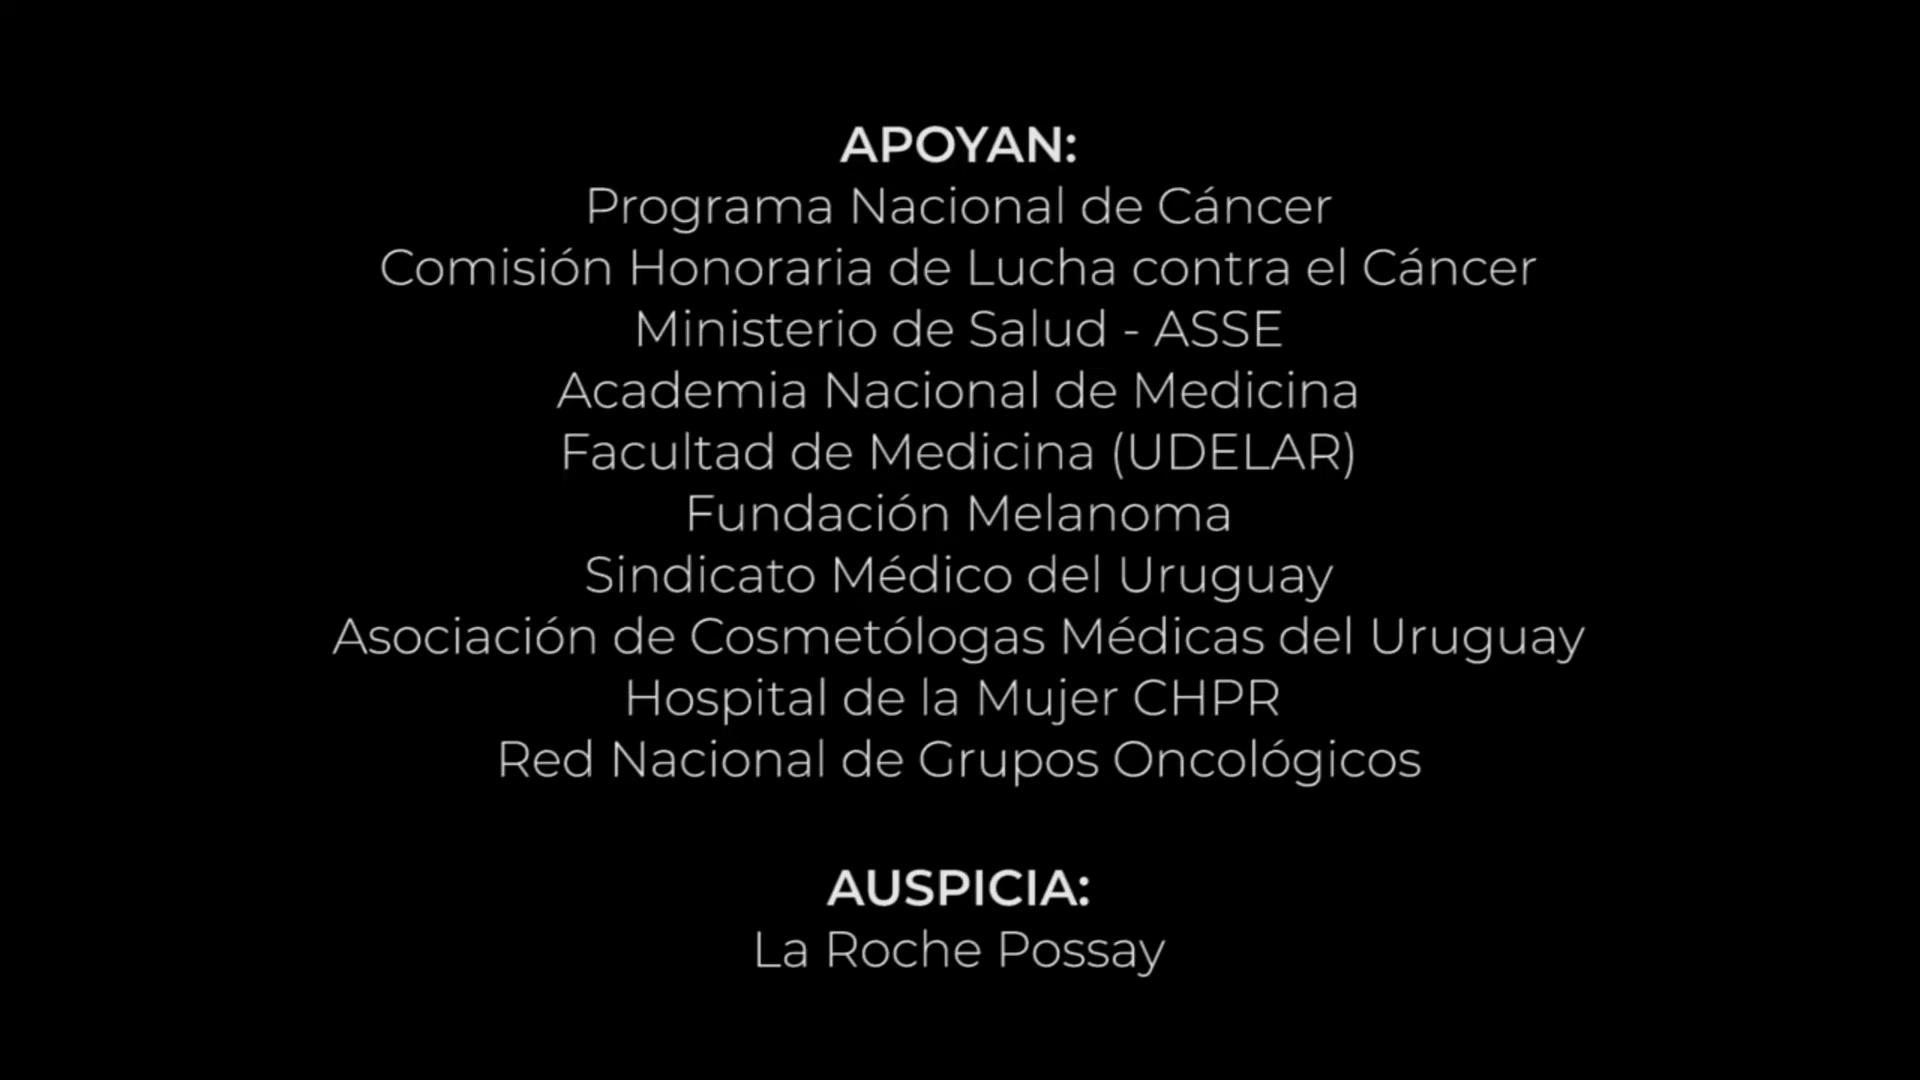 APOYAN:
Programa Nacional de Cáncer
Comisión Honoraria de Lucha contra el Cáncer
Ministerio de Salud - ASSE
Academia Nacional de Medicina
Facultad de Medicina (UDELAR)
Fundación Melanoma
Sindicato Médico del Uruguay
Asociación de Cosmetólogas Médicas del Uruguay
Hospital de la Mujer CHPR
Red Nacional de Grupos Oncológicos
AUSPICIA:
La Roche Possay